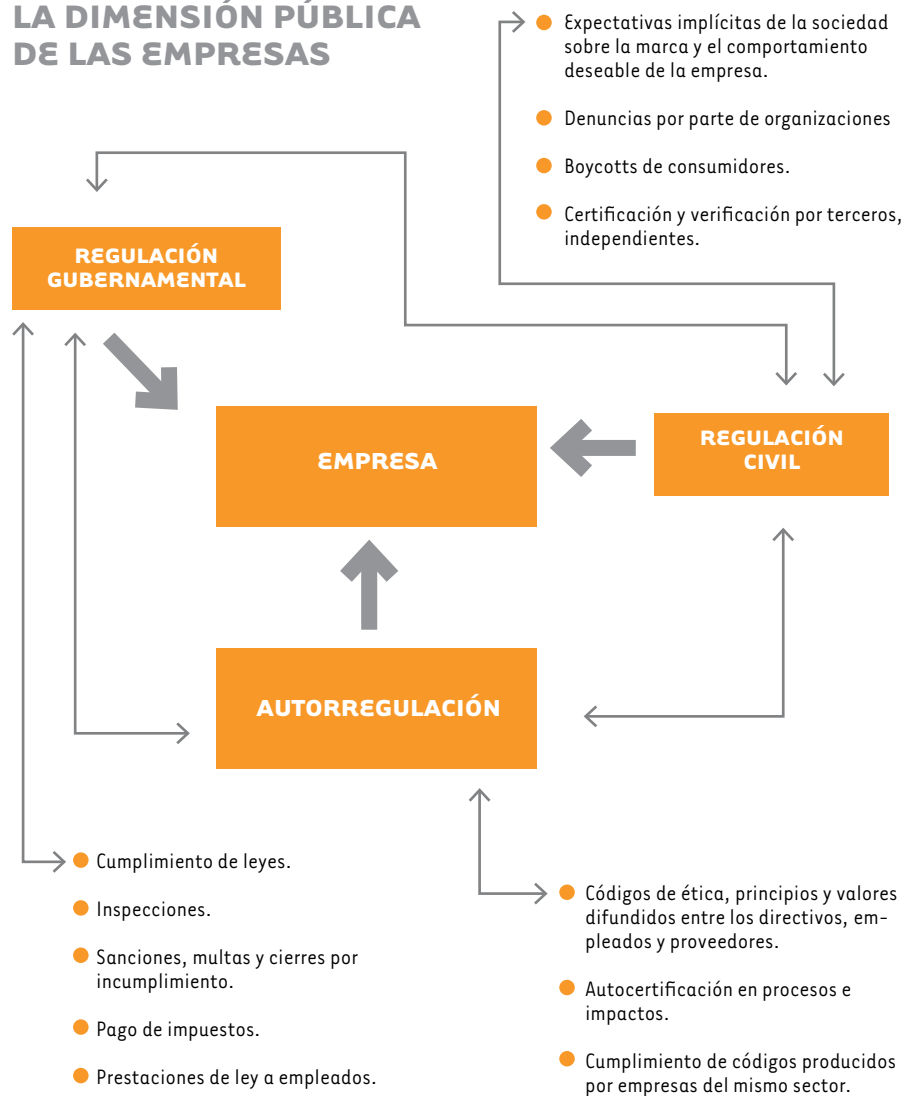 LA DIMENSIÓN PÚBLICA
DE LAS EMPRESAS
Expectativas implícitas de la sociedad
sobre la marca y el comportamiento
deseable de la empresa.
Denuncias por parte de organizaciones
Boycotts de consumidores.
Certificación y verificación por terceros,
independientes.
REGULACIÓN
GUBERNAMENTAL
EMPRESA
REGULACIÓN
CIVIL
AUTORREGULACIÓN
Cumplimiento de leyes.
Inspecciones.
Sanciones, multas y cierres por
incumplimiento.
Pago de impuestos.
Prestaciones de ley a empleados.
Códigos de ética, principios y valores
difundidos entre los directivos, em-
pleados y proveedores.
Autocertificación en procesos e
impactos.
Cumplimiento de códigos producidos
por empresas del mismo sector.